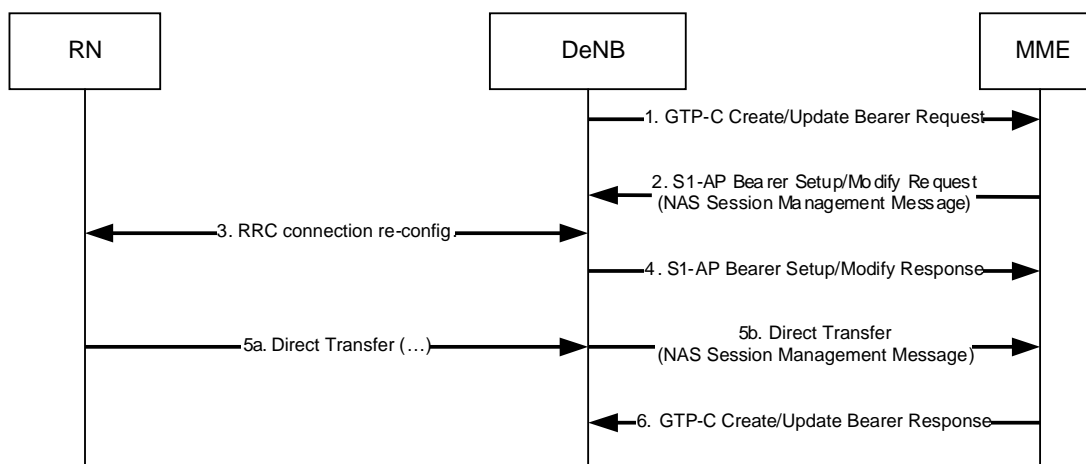 RN
DeNB
MME
1. GTP-C Create/Update Bearer Request
2. S1-AP Bearer Setup/Modify Request
(NAS Session Management Message)
3. RRC connection re-config.
4. S1-AP Bearer Setup/Modify Response
5a. Direct Transfer (…)
5b. Direct Transfer
(NAS Session Management Message)
6. GTP-C Create/Update Bearer Response